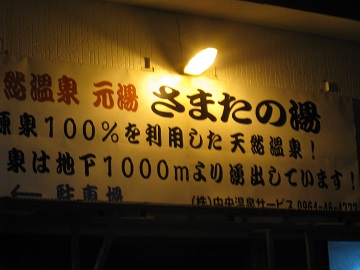 然温泉 元湯 さまたの湯
源泉100%を利用した天然温泉！
泉は地下1000mより湧出しています！
← 駐車場 (株)中央温泉サービス